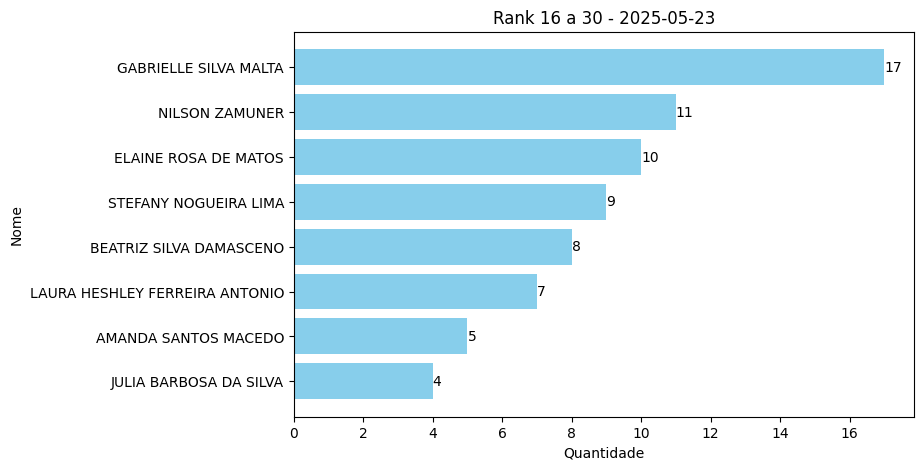 Rank 16 a 30 - 2025-05-23
GABRIELLE SILVA MALTA 17
NILSON ZAMUNER 11
ELAINE ROSA DE MATOS 10
STEFANY NOGUEIRA LIMA 9
BEATRIZ SILVA DAMASCENO 8
LAURA HESHLEY FERREIRA ANTONIO 7
AMANDA SANTOS MACEDO 5
JULIA BARBOSA DA SILVA 4
Nome
0 2 4 6 8 10 12 14 16
Quantidade